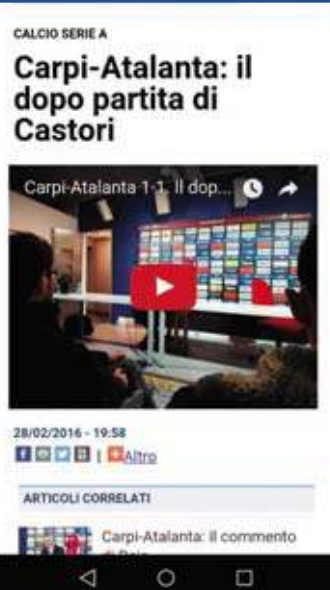 CALCIO SERIE A
Carpi-Atalanta: il
dopo partita di
Castori
Carpi-Atalanta 1-1. Il dop...
28/02/2016 - 19:58
| Altro
ARTICOLI CORRELATI
Carpi-Atalanta: il commento